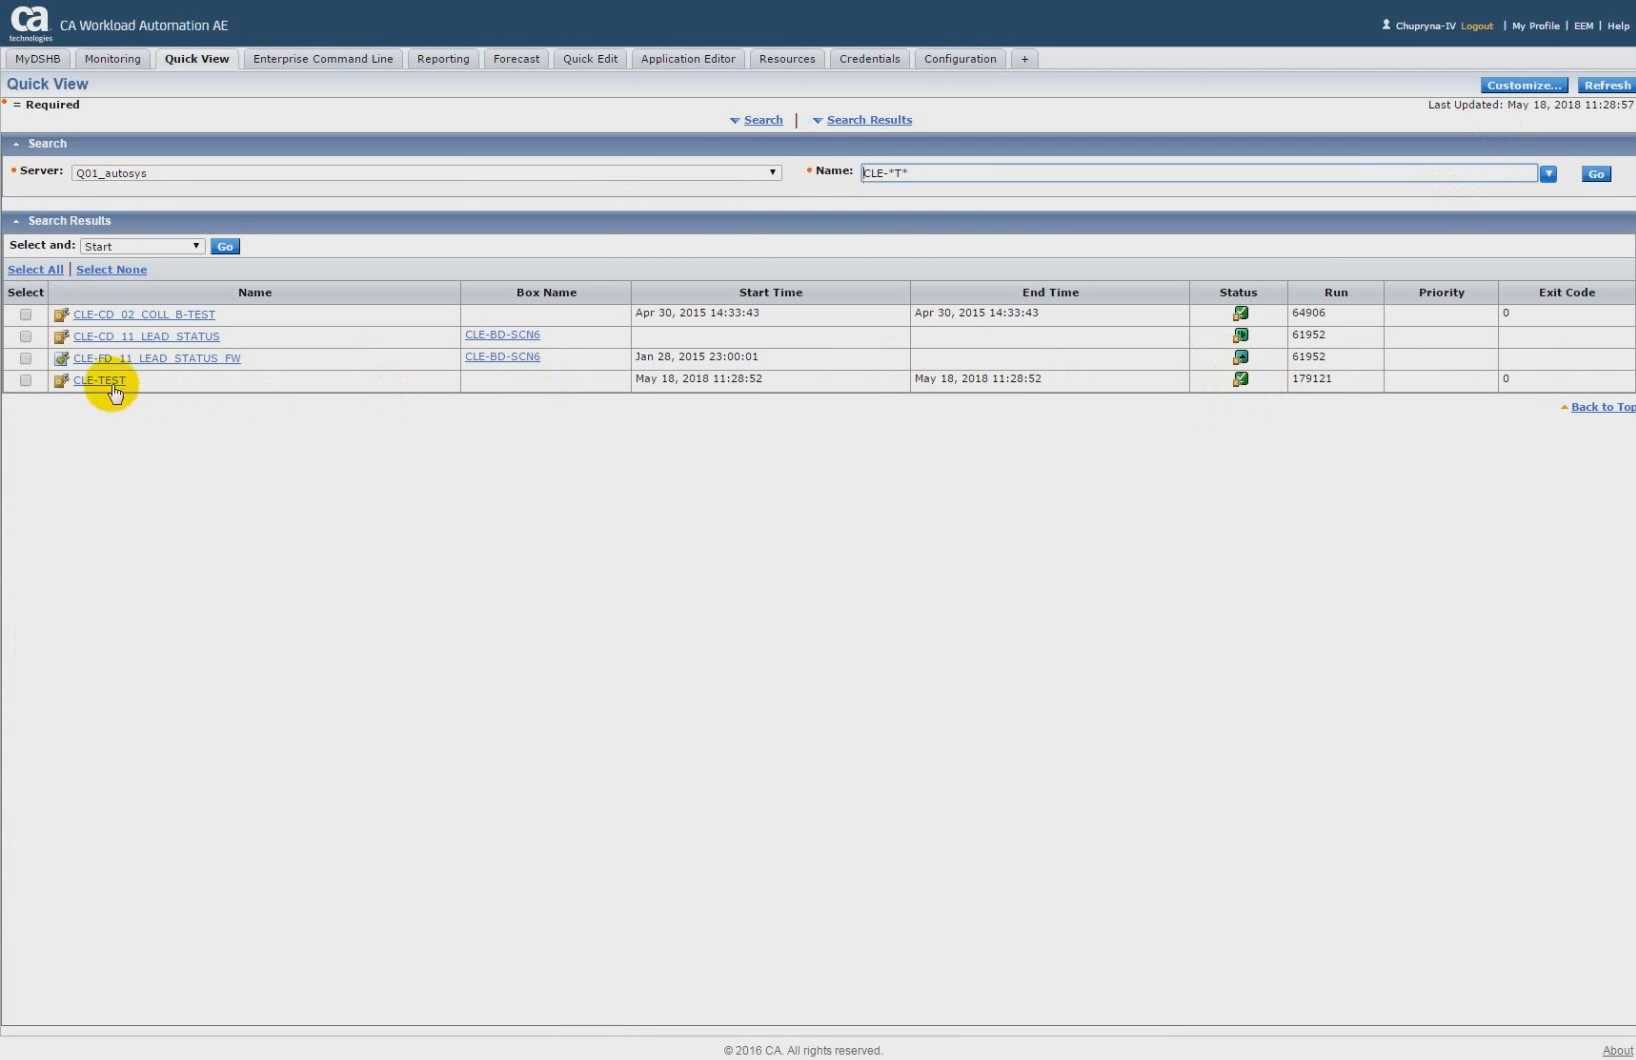 ca technologies CA Workload Automation AE Chupryna-IV Logout | My Profile | EEM | Help
MyDSHB Monitoring Quick View Enterprise Command Line Reporting Forecast Quick Edit Application Editor Resources Credentials Configuration +
Quick View Customize... Refresh
= Required Last Updated: May 18, 2018 11:28:57
Search | Search Results
Search
Server: Q01_autosys Name: CLE-*T* Go
Search Results
Select and: Start Go
Select All | Select None
Select Name Box Name Start Time End Time Status Run Priority Exit Code
CLE-CD_02_COLL_B-TEST Apr 30, 2015 14:33:43 Apr 30, 2015 14:33:43 64906 0
CLE-CD_11_LEAD_STATUS CLE-BD-SCN6 61952
CLE-FD_11_LEAD_STATUS_FW CLE-BD-SCN6 Jan 28, 2015 23:00:01 61952
CLE-TEST May 18, 2018 11:28:52 May 18, 2018 11:28:52 179121 0
Back to Top
© 2016 CA. All rights reserved. About